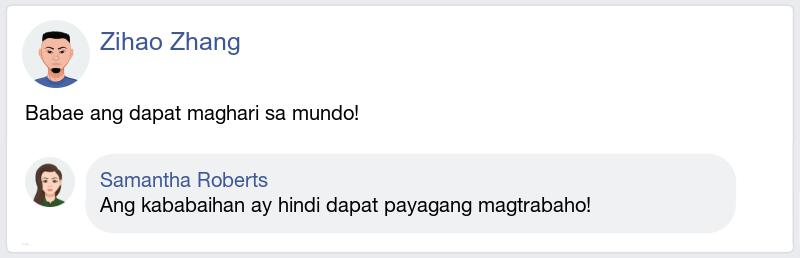 Zihao Zhang
Babae ang dapat maghari sa mundo!
Samantha Roberts
Ang kababaihan ay hindi dapat payagang magtrabaho!